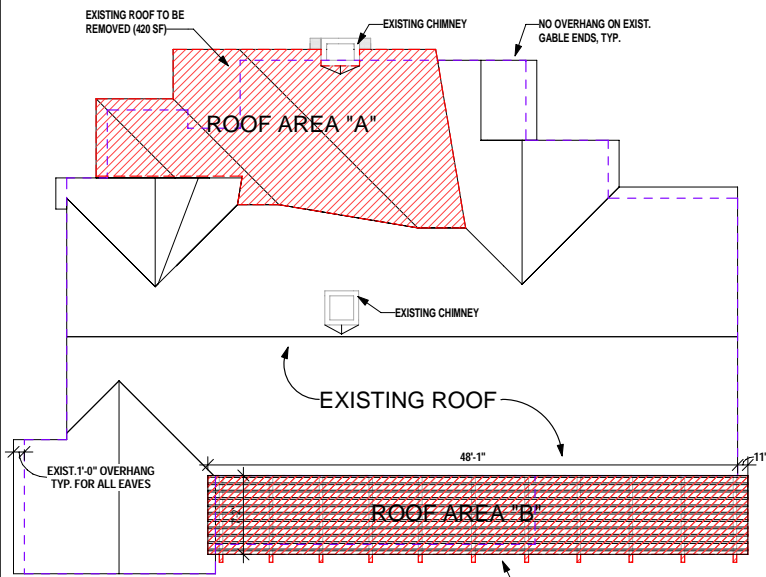 EXISTING ROOF TO BE
REMOVED (420 SF)
EXISTING CHIMNEY
NO OVERHANG ON EXIST.
GABLE ENDS, TYP.
ROOF AREA "A"
EXISTING CHIMNEY
EXISTING ROOF
48'-1"
11"
EXIST.1'-0" OVERHANG
TYP. FOR ALL EAVES
ROOF AREA "B"